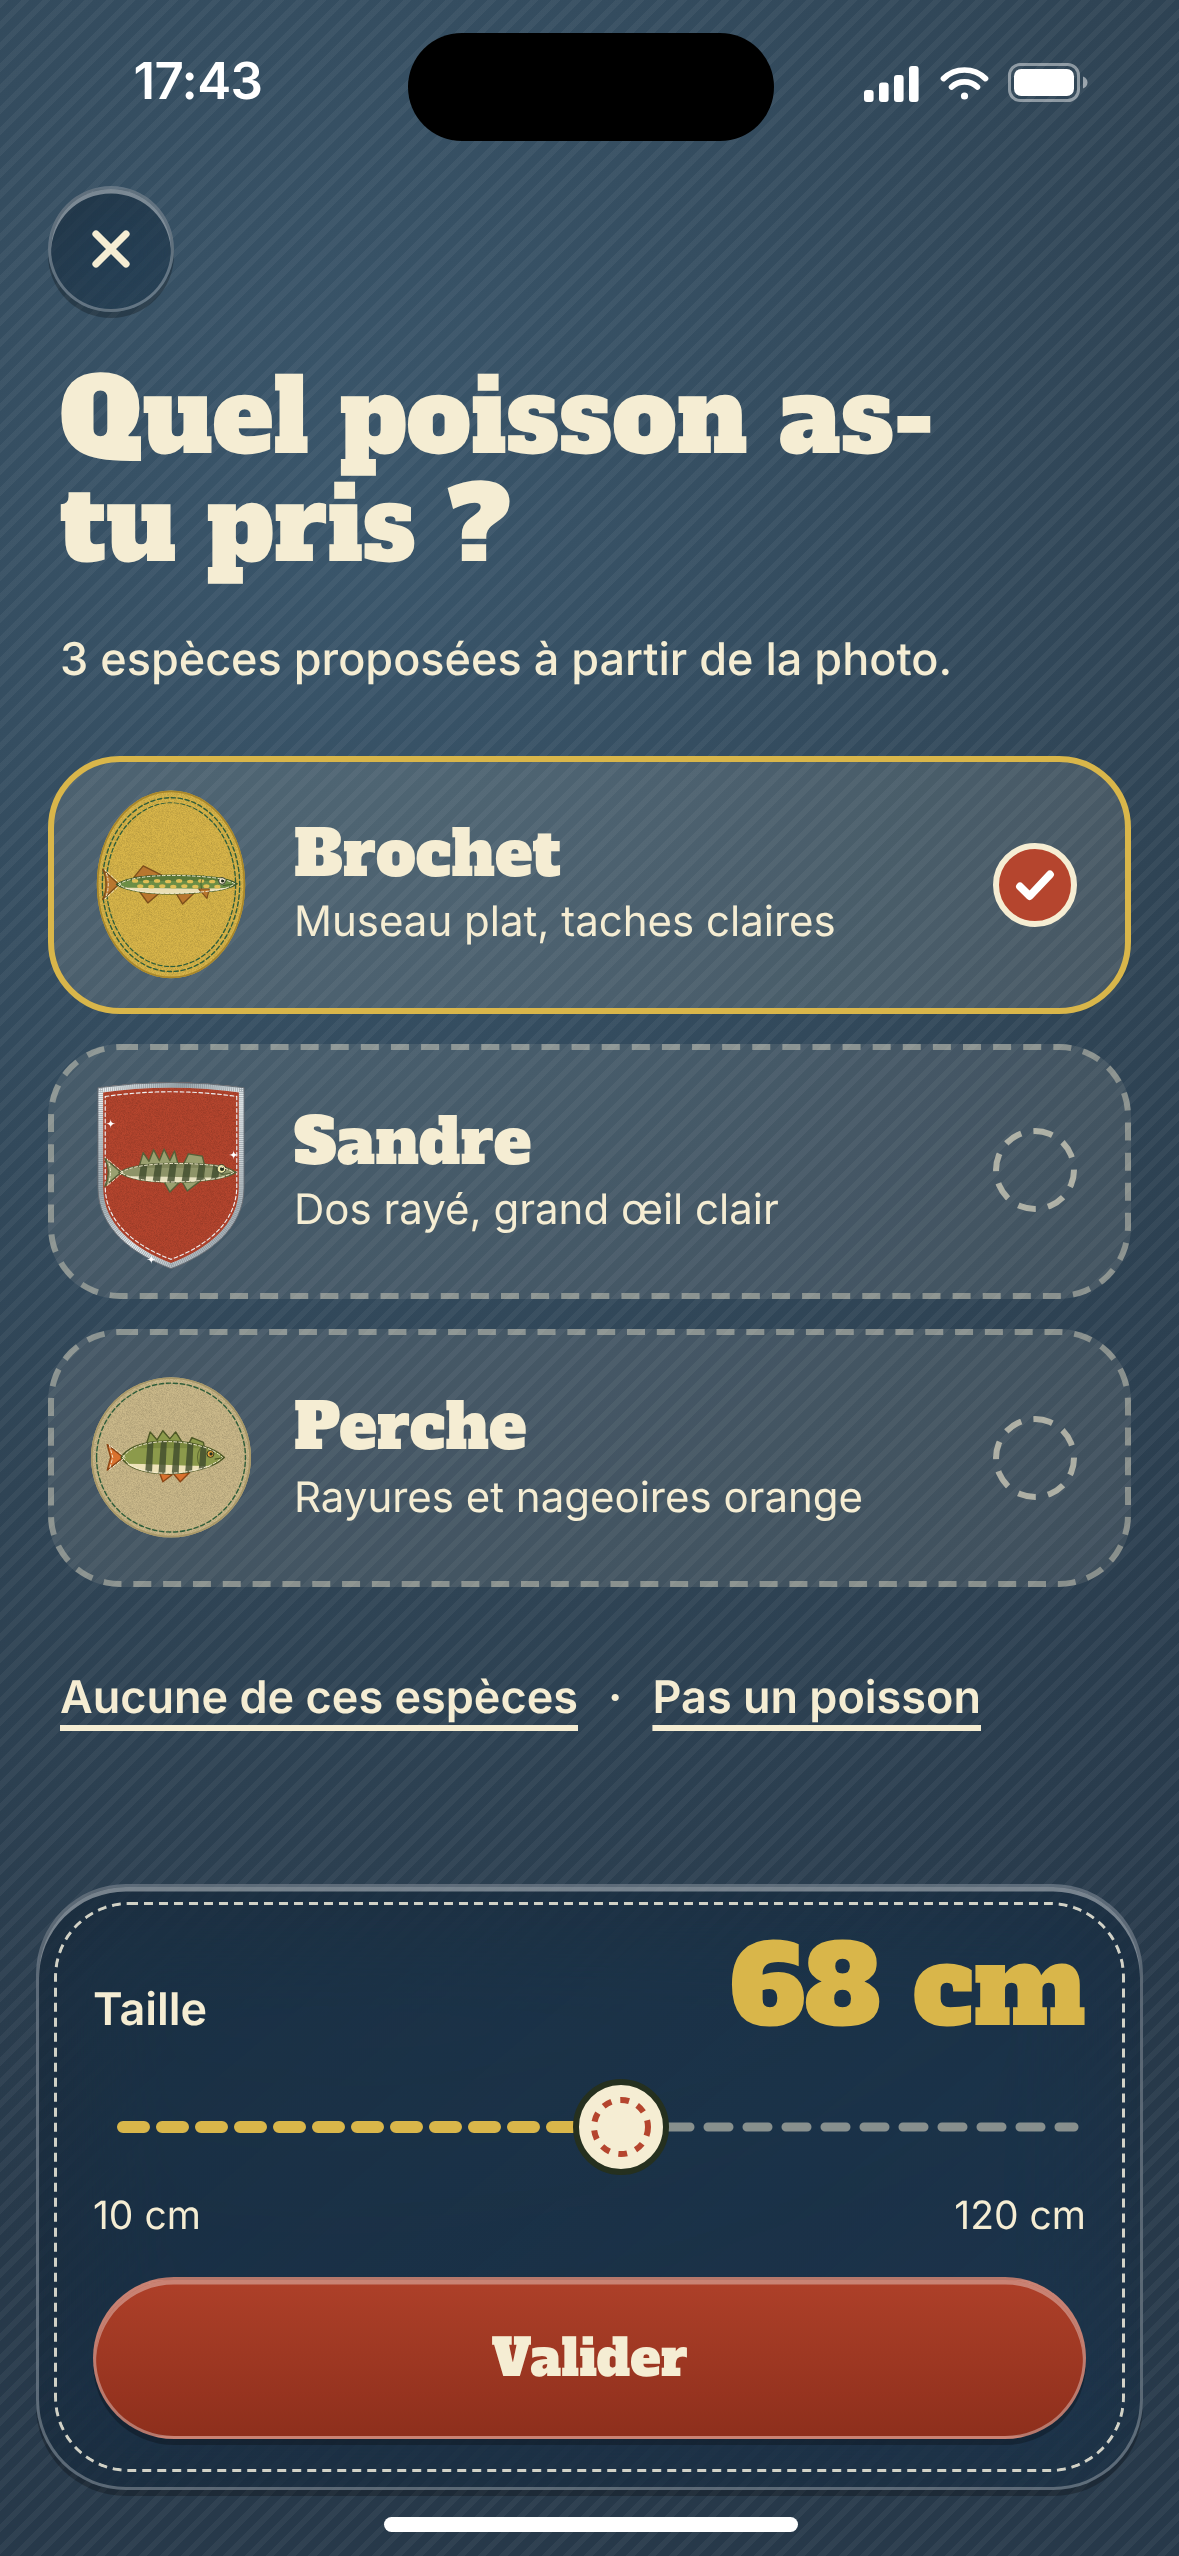 17:43
Quel poisson as-
tu pris ?
3 espèces proposées à partir de la photo.
Brochet
Museau plat, taches claires
Sandre
Dos rayé, grand œil clair
Perche
Rayures et nageoires orange
Aucune de ces espèces · Pas un poisson
Taille 68 cm
10 cm 120 cm
Valider